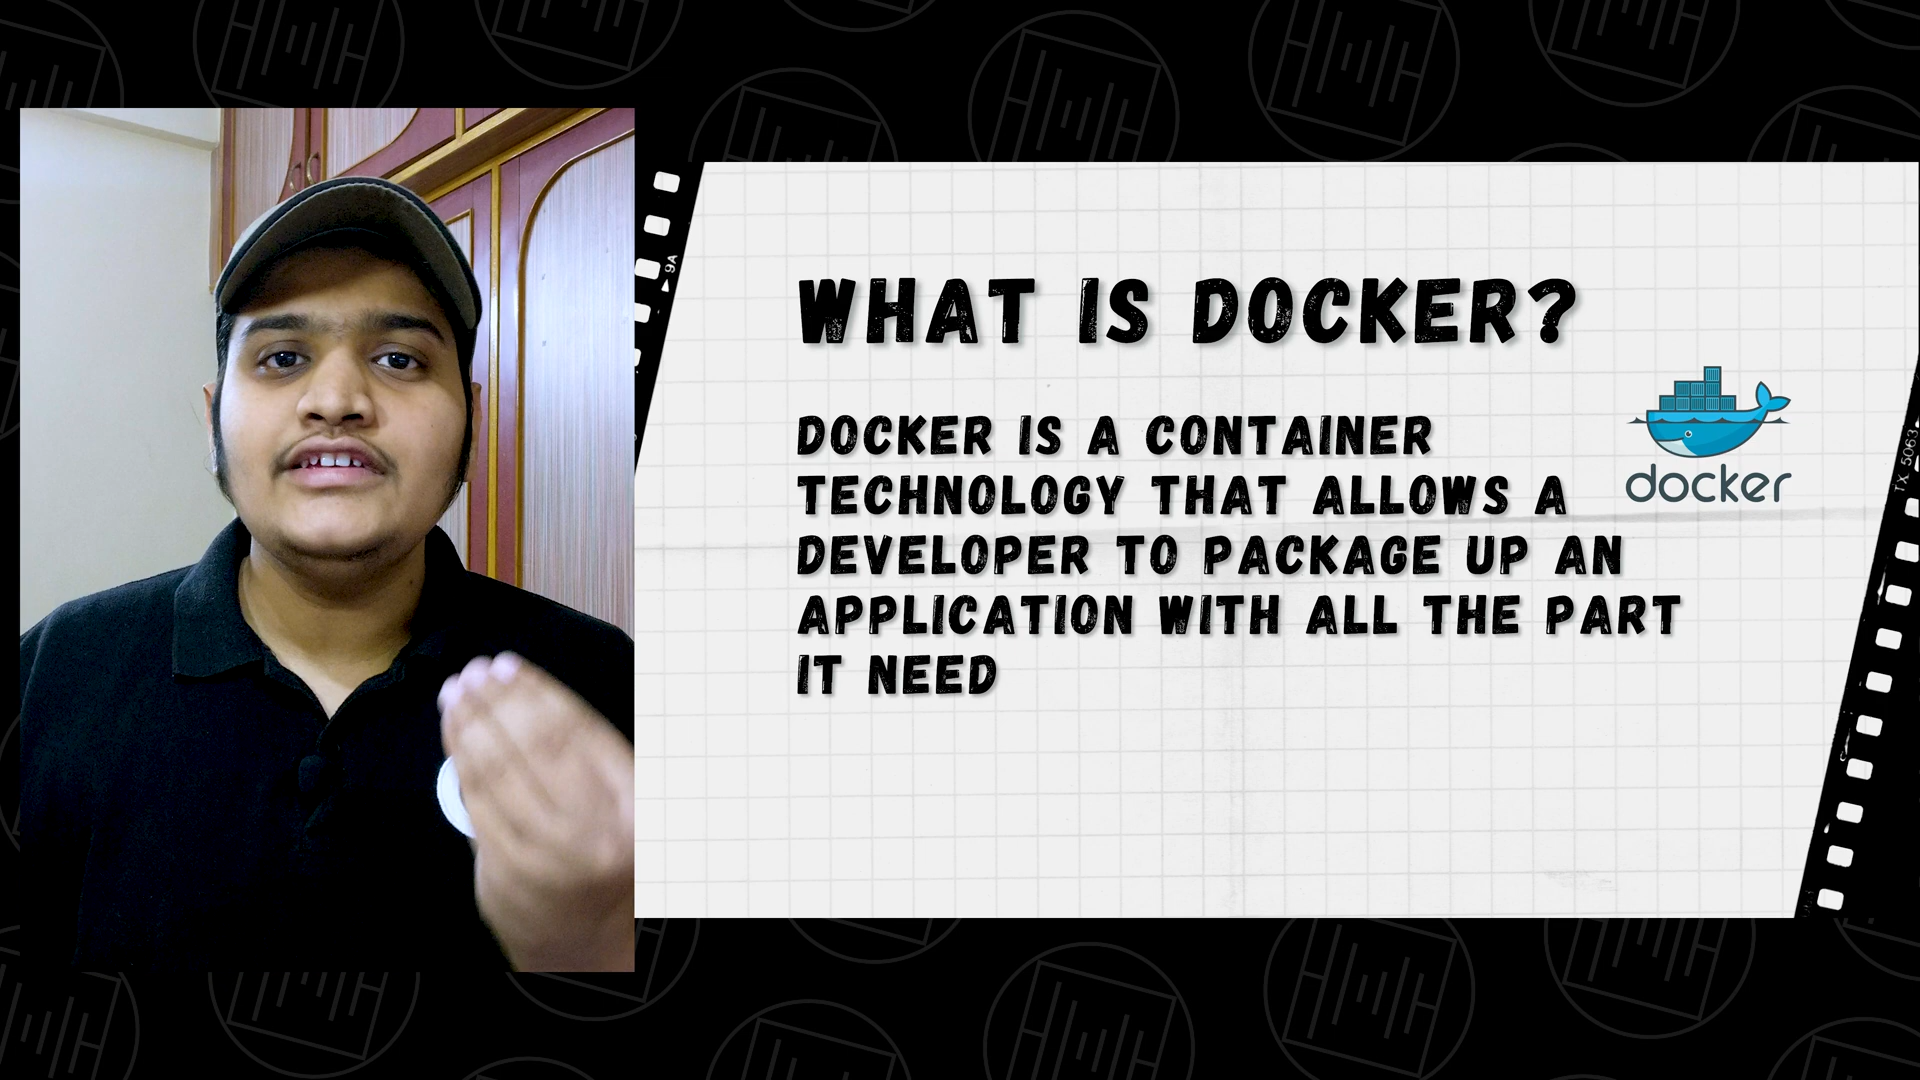 WHAT IS DOCKER?
DOCKER IS A CONTAINER
TECHNOLOGY THAT ALLOWS A
DEVELOPER TO PACKAGE UP AN
APPLICATION WITH ALL THE PART
IT NEED
docker
9A
TX 5063